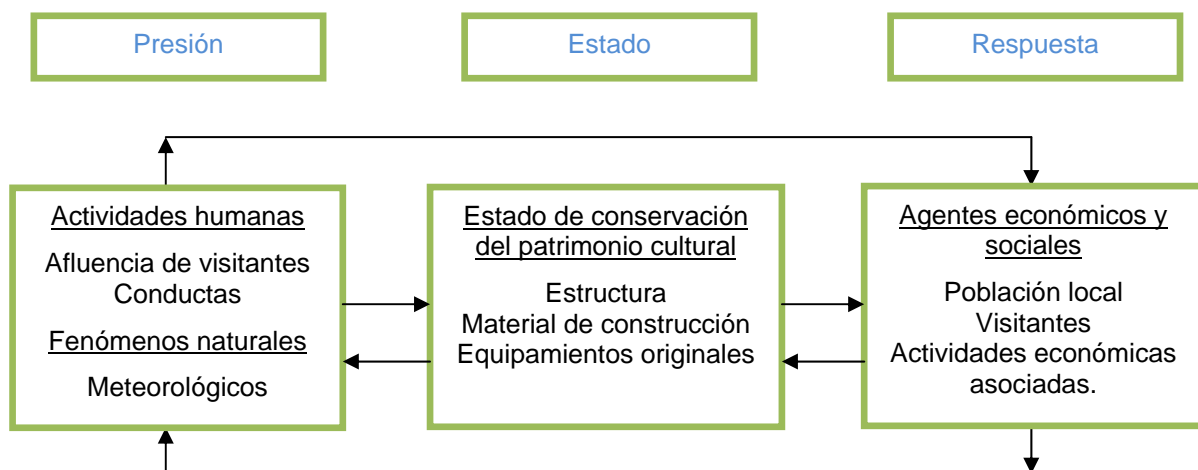 Presión
Estado
Respuesta
Actividades humanas
Afluencia de visitantes
Conductas
Fenómenos naturales
Meteorológicos
Estado de conservación
del patrimonio cultural
Estructura
Material de construcción
Equipamientos originales
Agentes económicos y
sociales
Población local
Visitantes
Actividades económicas
asociadas.